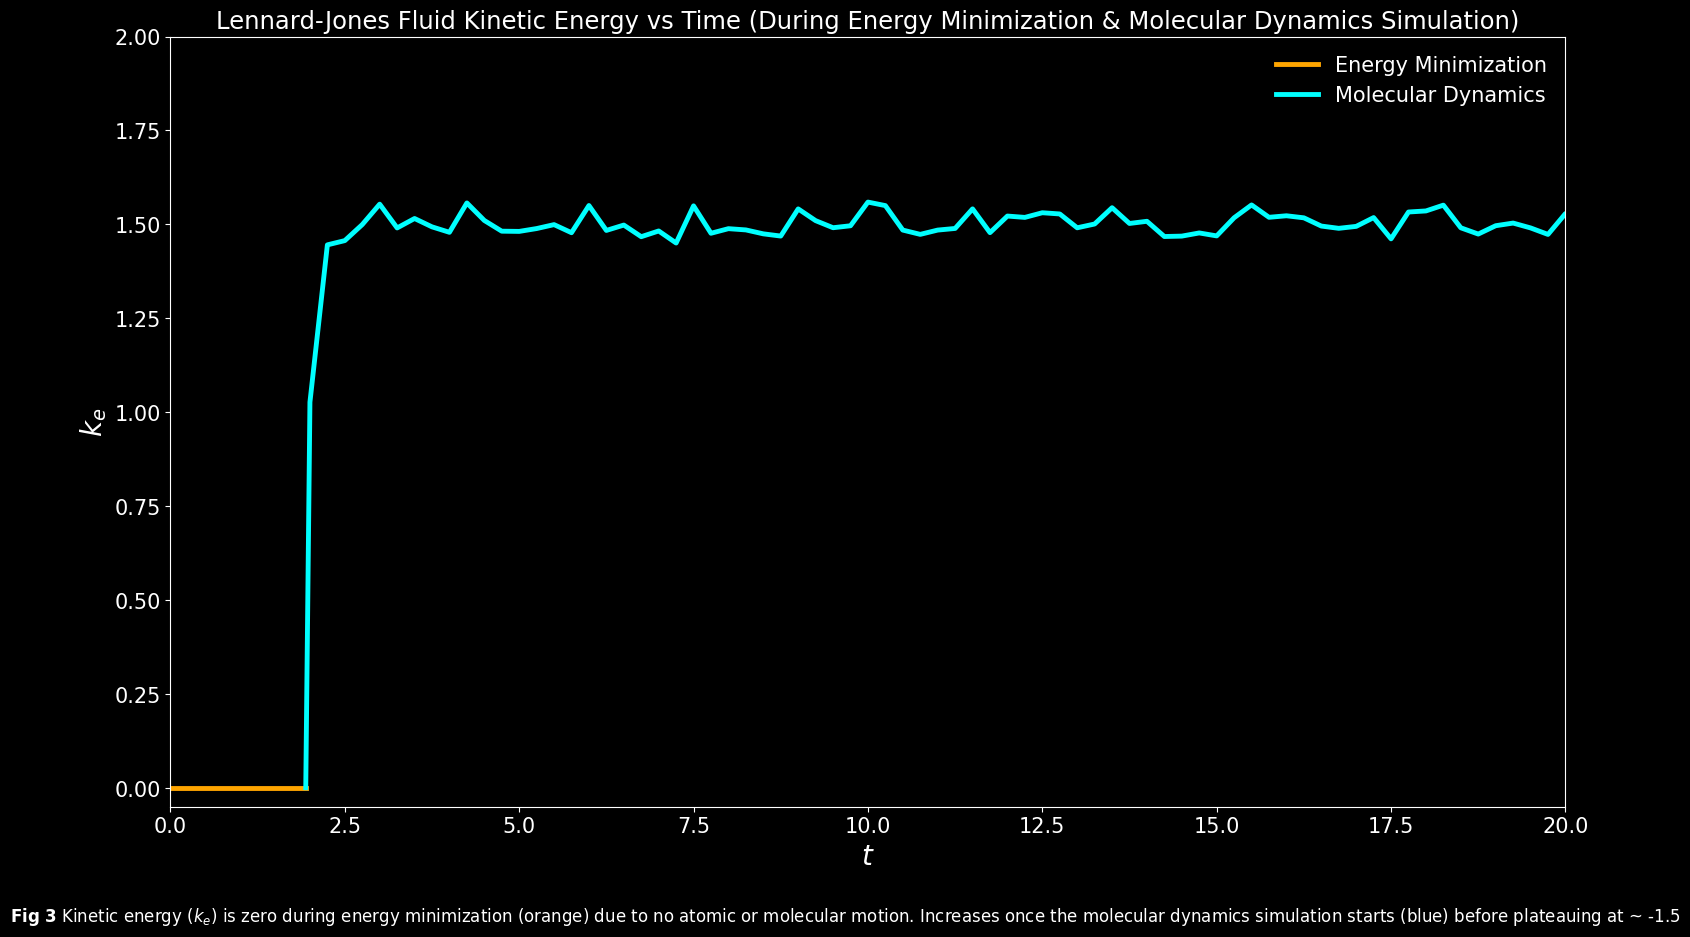 Lennard-Jones Fluid Kinetic Energy vs Time (During Energy Minimization & Molecular Dynamics Simulation)
2.00
1.75
1.50
1.25
1.00
0.75
0.50
0.25
0.00
kₑ
Energy Minimization
Molecular Dynamics
0.0 2.5 5.0 7.5 10.0 12.5 15.0 17.5 20.0
t
Fig 3 Kinetic energy (kₑ) is zero during energy minimization (orange) due to no atomic or molecular motion. Increases once the molecular dynamics simulation starts (blue) before plateauing at ~ -1.5